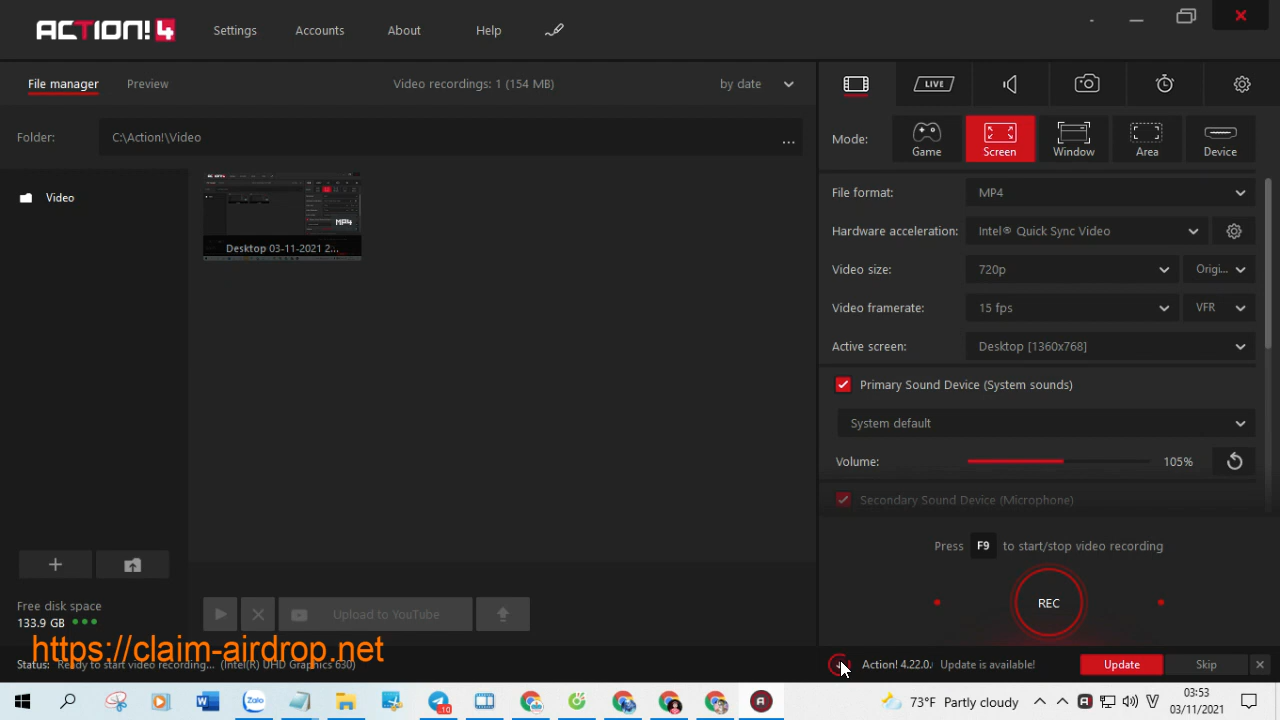 ACTION! 4
Settings
Accounts
About
Help
File manager
Preview
Video recordings: 1 (154 MB)
by date
LIVE
Folder:
C:\Action!\Video
...
Mode:
Game
Screen
Window
Area
Device
Video
MP4
Desktop 03-11-2021 2...
File format:
MP4
Hardware acceleration:
Intel® Quick Sync Video
Video size:
720p
Origi...
Video framerate:
15 fps
VFR
Active screen:
Desktop [1360x768]
Primary Sound Device (System sounds)
System default
Volume:
105%
Secondary Sound Device (Microphone)
Press F9 to start/stop video recording
REC
Free disk space
133.9 GB
Upload to YouTube
https://claim-airdrop.net
Status: Ready to start video recording... (Intel(R) UHD Graphics 630)
Action! 4.22.0. Update is available!
Update
Skip
Zalo
10
73°F Partly cloudy
03:53
03/11/2021